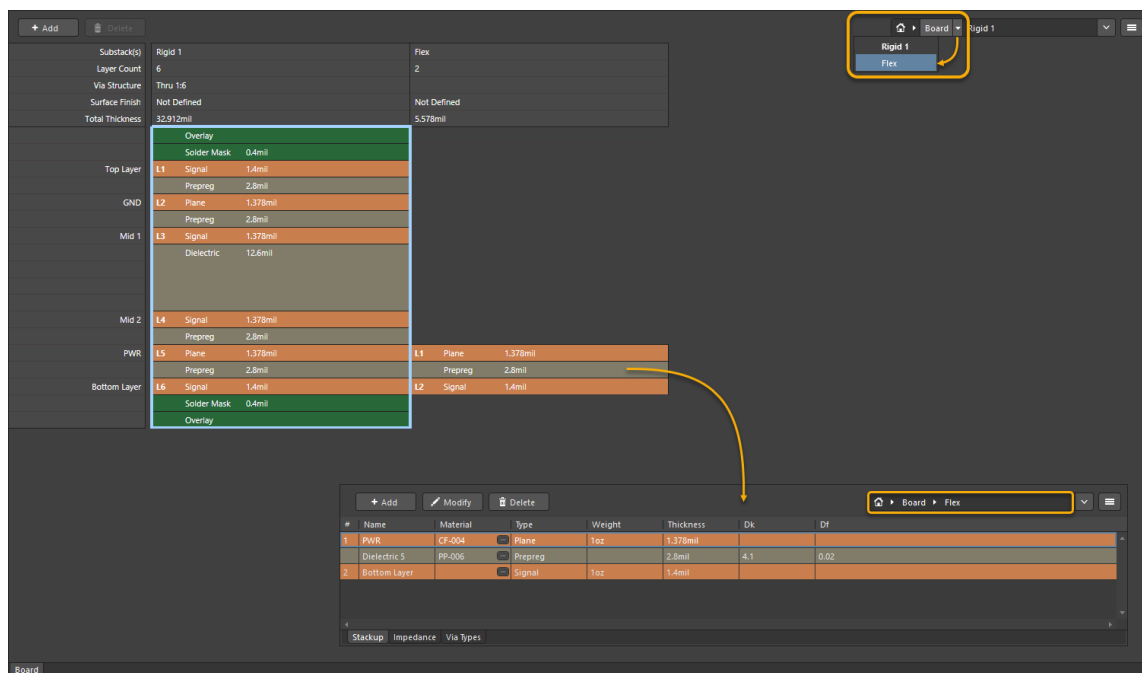 + Add Delete Board Rigid 1
Rigid 1
Flex
Substack(s) Rigid 1 Flex
Layer Count 6 2
Via Structure Thru 1:6
Surface Finish Not Defined Not Defined
Total Thickness 32.912mil 5.578mil
Overlay
Solder Mask 0.4mil
Top Layer L1 Signal 1.4mil
Prepreg 2.8mil
GND L2 Plane 1.378mil
Prepreg 2.8mil
Mid 1 L3 Signal 1.378mil
Dielectric 12.6mil
Mid 2 L4 Signal 1.378mil
Prepreg 2.8mil
PWR L5 Plane 1.378mil L1 Plane 1.378mil
Prepreg 2.8mil Prepreg 2.8mil
Bottom Layer L6 Signal 1.4mil L2 Signal 1.4mil
Solder Mask 0.4mil
Overlay
+ Add Modify Delete Board Flex
# Name Material Type Weight Thickness Dk Df
1 PWR CF-004 Plane 1oz 1.378mil
Dielectric 5 PP-006 Prepreg 2.8mil 4.1 0.02
2 Bottom Layer Signal 1oz 1.4mil
Stackup Impedance Via Types
Board